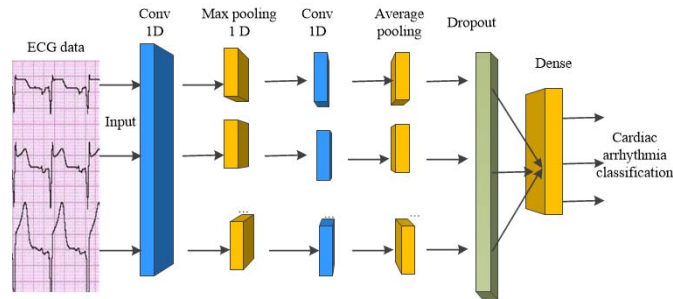 ECG data
Conv
1D
Max pooling
1 D
Conv
1D
Average
pooling
Dropout
Dense
Input
Cardiac
arrhythmia
classification
...
...
...